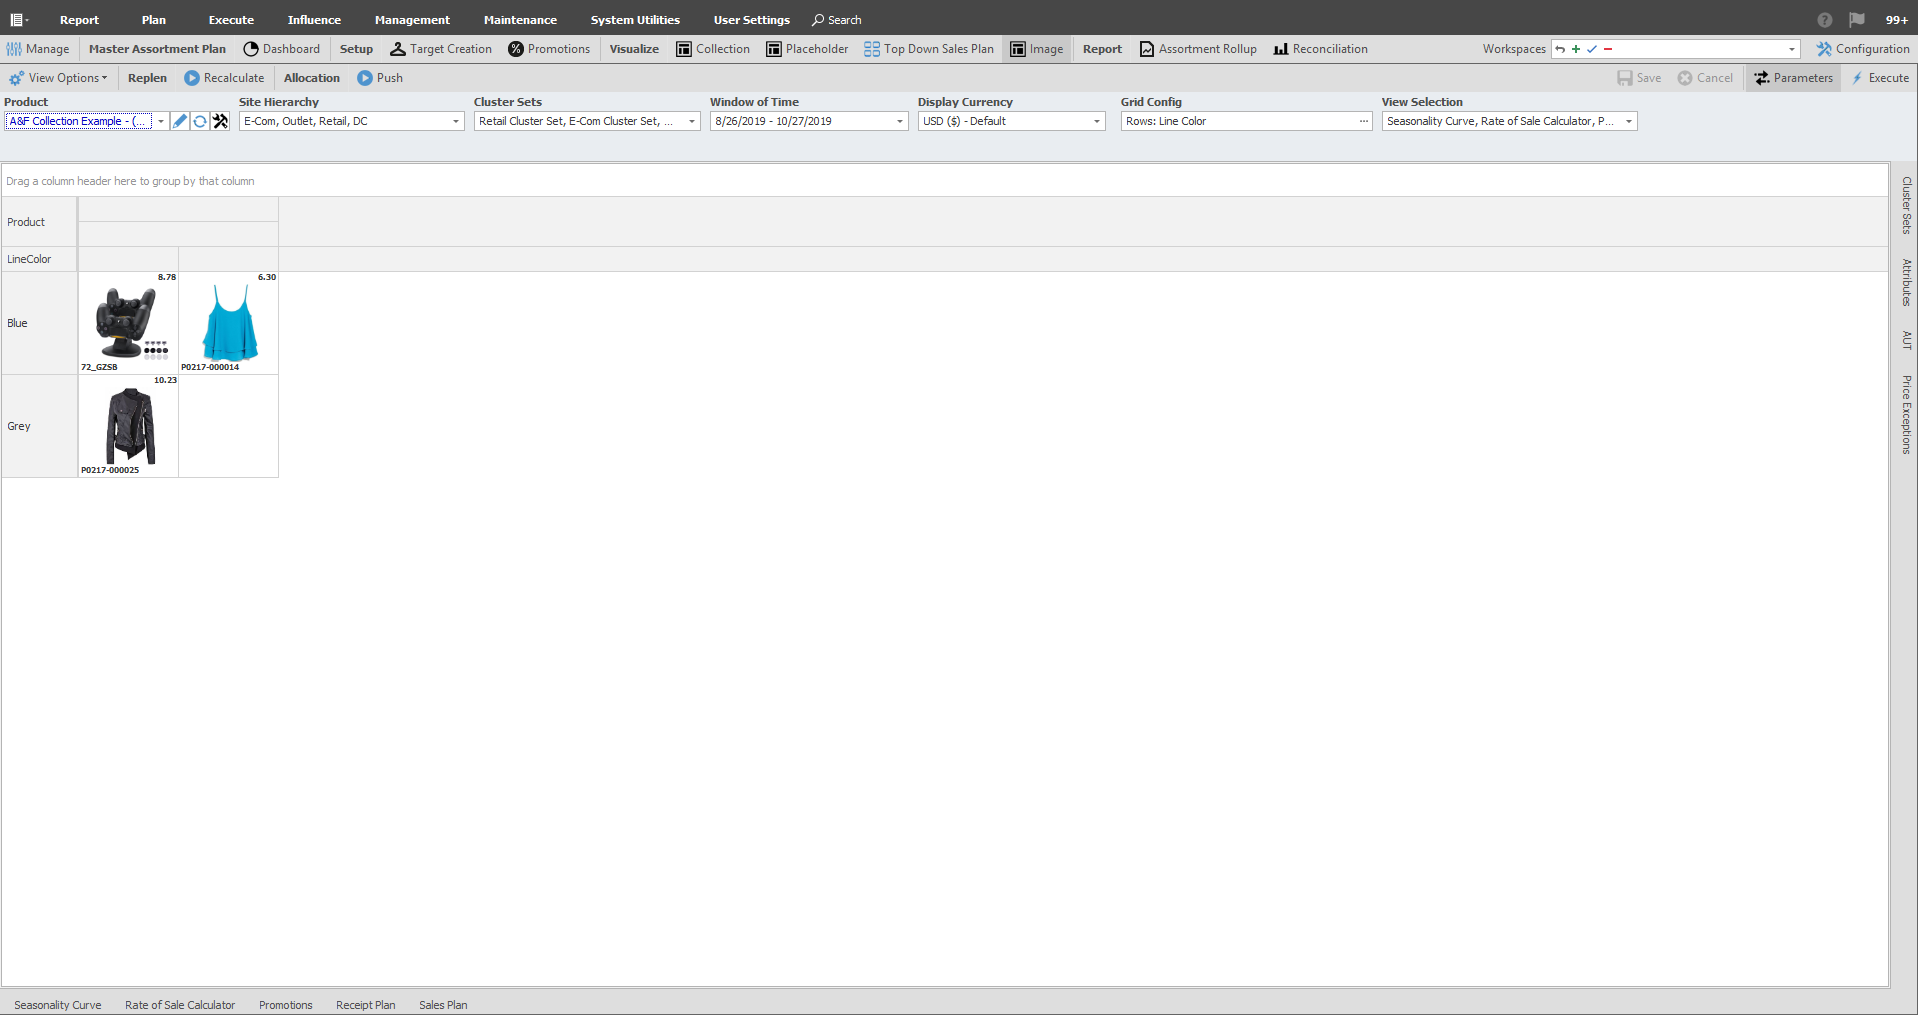 Report Plan Execute Influence Management Maintenance System Utilities User Settings Search ? 99+
Manage Master Assortment Plan Dashboard Setup Target Creation % Promotions Visualize Collection Placeholder Top Down Sales Plan Image Report Assortment Rollup Reconciliation Workspaces Configuration
View Options Replen Recalculate Allocation Push Save Cancel Parameters Execute
Product Site Hierarchy Cluster Sets Window of Time Display Currency Grid Config View Selection
A&F Collection Example - (... E-Com, Outlet, Retail, DC Retail Cluster Set, E-Com Cluster Set, ... 8/26/2019 - 10/27/2019 USD ($) - Default Rows: Line Color ... Seasonality Curve, Rate of Sale Calculator, P...
Drag a column header here to group by that column
Product
LineColor
8.78 6.30
Blue
72_GZSB P0217-000014
10.23
Grey
P0217-000025
Cluster Sets
Attributes
AUT
Price Exceptions
Seasonality Curve Rate of Sale Calculator Promotions Receipt Plan Sales Plan